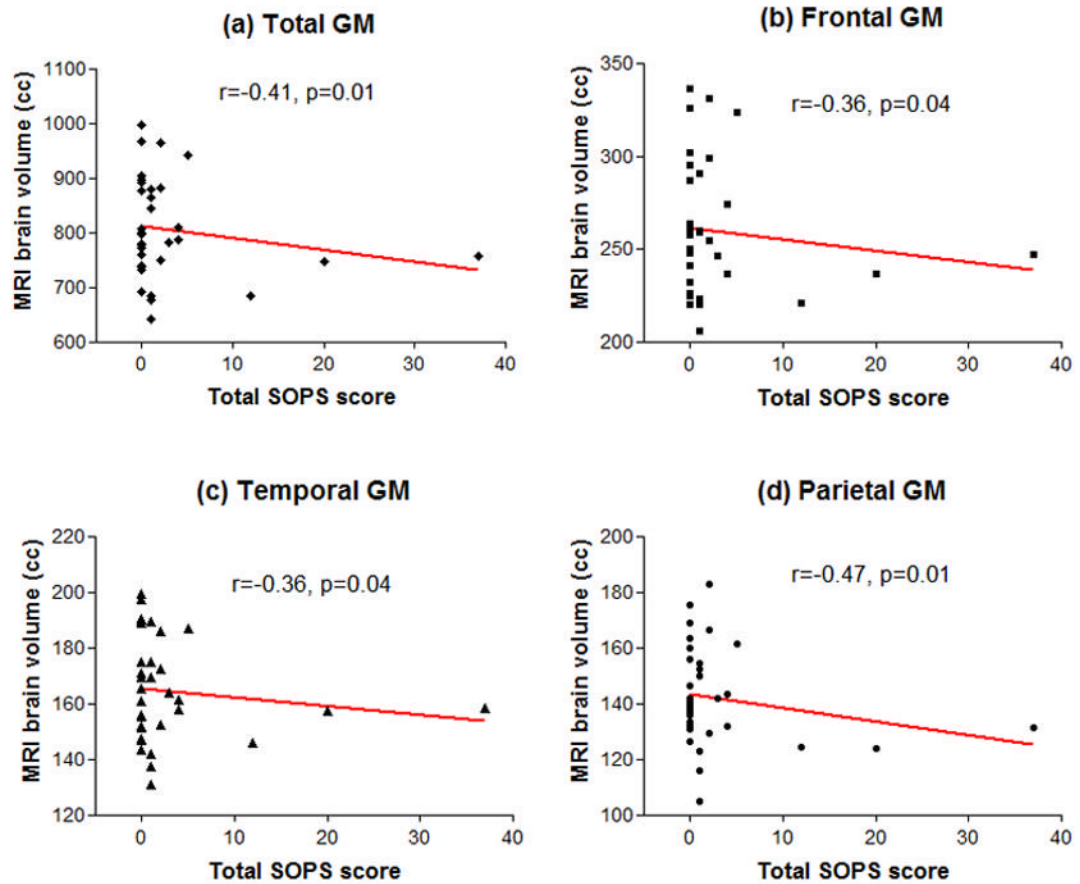 (a) Total GM
MRI brain volume (cc)
1100
1000
900
800
700
600
r=-0.41, p=0.01
0
10
20
30
40
Total SOPS score
(b) Frontal GM
MRI brain volume (cc)
350
300
250
200
r=-0.36, p=0.04
0
10
20
30
40
Total SOPS score
(c) Temporal GM
MRI brain volume (cc)
220
200
180
160
140
120
r=-0.36, p=0.04
0
10
20
30
40
Total SOPS score
(d) Parietal GM
MRI brain volume (cc)
200
180
160
140
120
100
r=-0.47, p=0.01
0
10
20
30
40
Total SOPS score